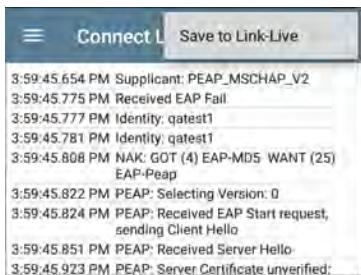 Connect L
Save to Link-Live
3:59:45.654 PM Supplicant: PEAP_MSCHAP_V2
3:59:45.775 PM Received EAP Fail
3:59:45.777 PM Identity: qatest1
3:59:45.781 PM Identity: qatest1
3:59:45.808 PM NAK: GOT (4) EAP-MD5 WANT (25)
EAP-Peap
3:59:45.822 PM PEAP: Selecting Version: 0
3:59:45.824 PM PEAP: Received EAP Start request,
sending Client Hello
3:59:45.851 PM PEAP: Received Server Hello
3:59:45.923 PM PEAP: Server Certificate unverified: